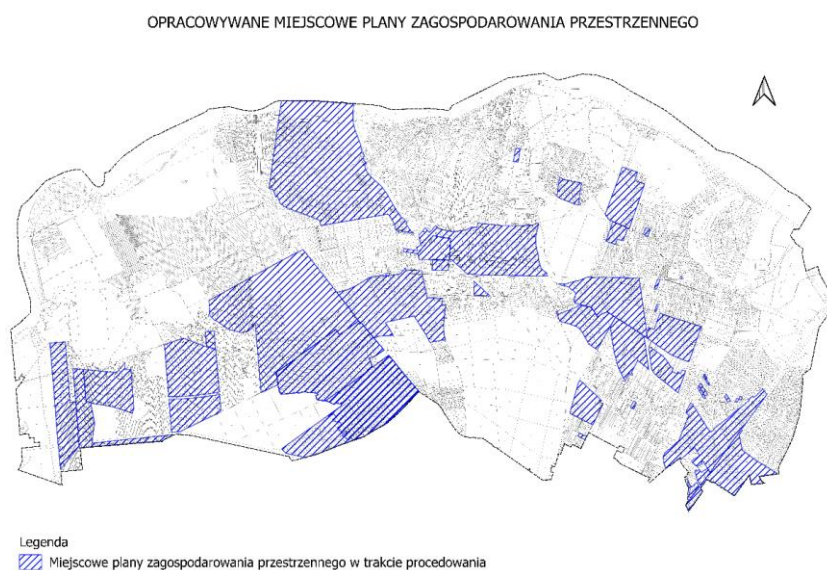 OPRACOWYWANE MIEJSCOWE PLANY ZAGOSPODAROWANIA PRZESTRZENNEGO
Legenda
Miejscowe plany zagospodarowania przestrzennego w trakcie procedowania